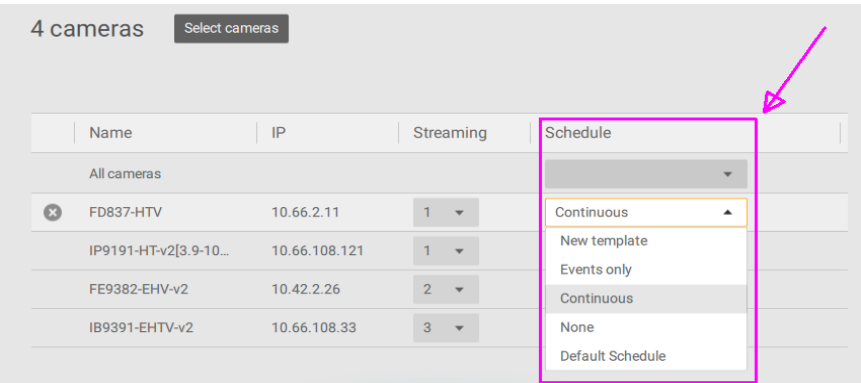 4 cameras Select cameras
Name IP Streaming Schedule
All cameras
FD837-HTV 10.66.2.11 1 Continuous
New template
IP9191-HT-v2[3.9-10... 10.66.108.121 1
Events only
FE9382-EHV-v2 10.42.2.26 2 Continuous
IB9391-EHTV-v2 10.66.108.33 3 None
Default Schedule